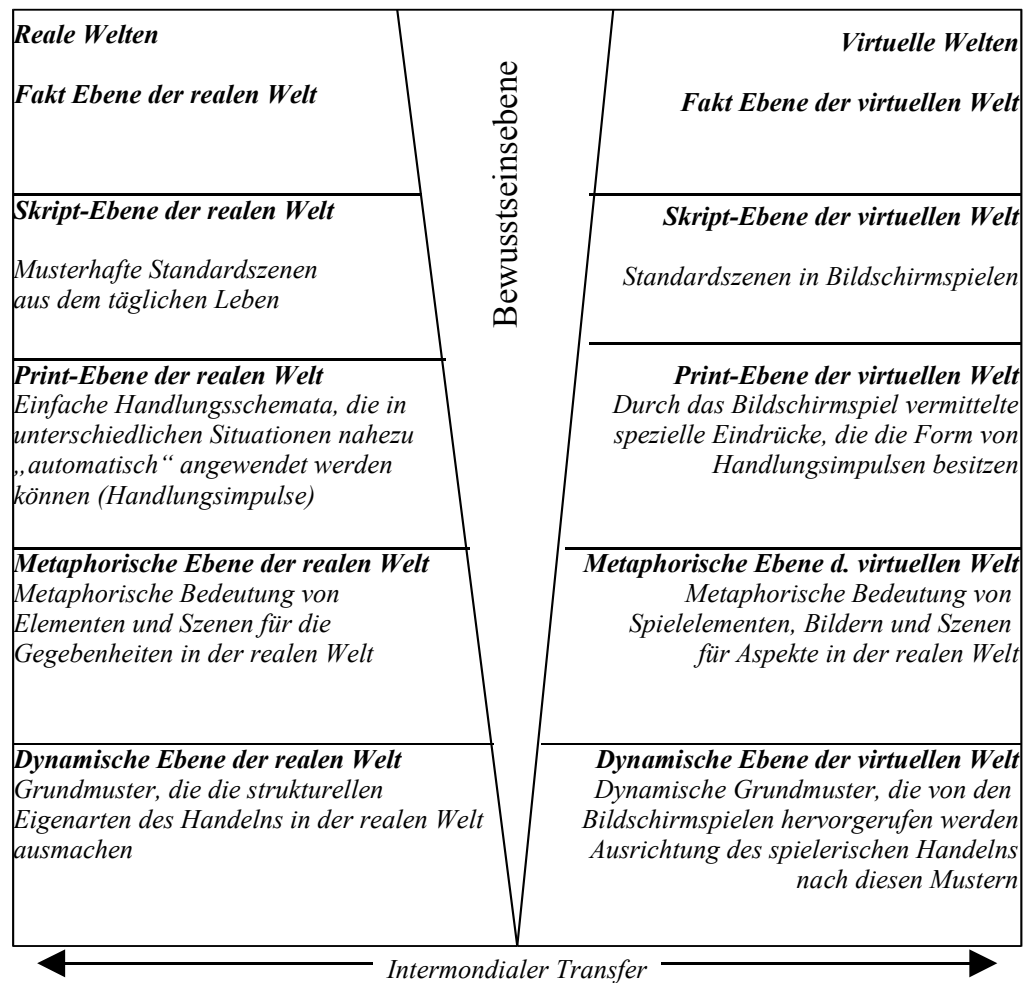 Reale Welten
Fakt Ebene der realen Welt
Skript-Ebene der realen Welt
Musterhafte Standardszenen
aus dem täglichen Leben
Print-Ebene der realen Welt
Einfache Handlungsschemata, die in
unterschiedlichen Situationen nahezu
„automatisch“ angewendet werden
können (Handlungsimpulse)
Metaphorische Ebene der realen Welt
Metaphorische Bedeutung von
Elementen und Szenen für die
Gegebenheiten in der realen Welt
Dynamische Ebene der realen Welt
Grundmuster, die die strukturellen
Eigenarten des Handelns in der realen Welt
ausmachen
Bewusstseinsebene
Virtuelle Welten
Fakt Ebene der virtuellen Welt
Skript-Ebene der virtuellen Welt
Standardszenen in Bildschirmspielen
Print-Ebene der virtuellen Welt
Durch das Bildschirmspiel vermittelte
spezielle Eindrücke, die die Form von
Handlungsimpulsen besitzen
Metaphorische Ebene d. virtuellen Welt
Metaphorische Bedeutung von
Spielelementen, Bildern und Szenen
für Aspekte in der realen Welt
Dynamische Ebene der virtuellen Welt
Dynamische Grundmuster, die von den
Bildschirmspielen hervorgerufen werden
Ausrichtung des spielerischen Handelns
nach diesen Mustern
Intermondialer Transfer